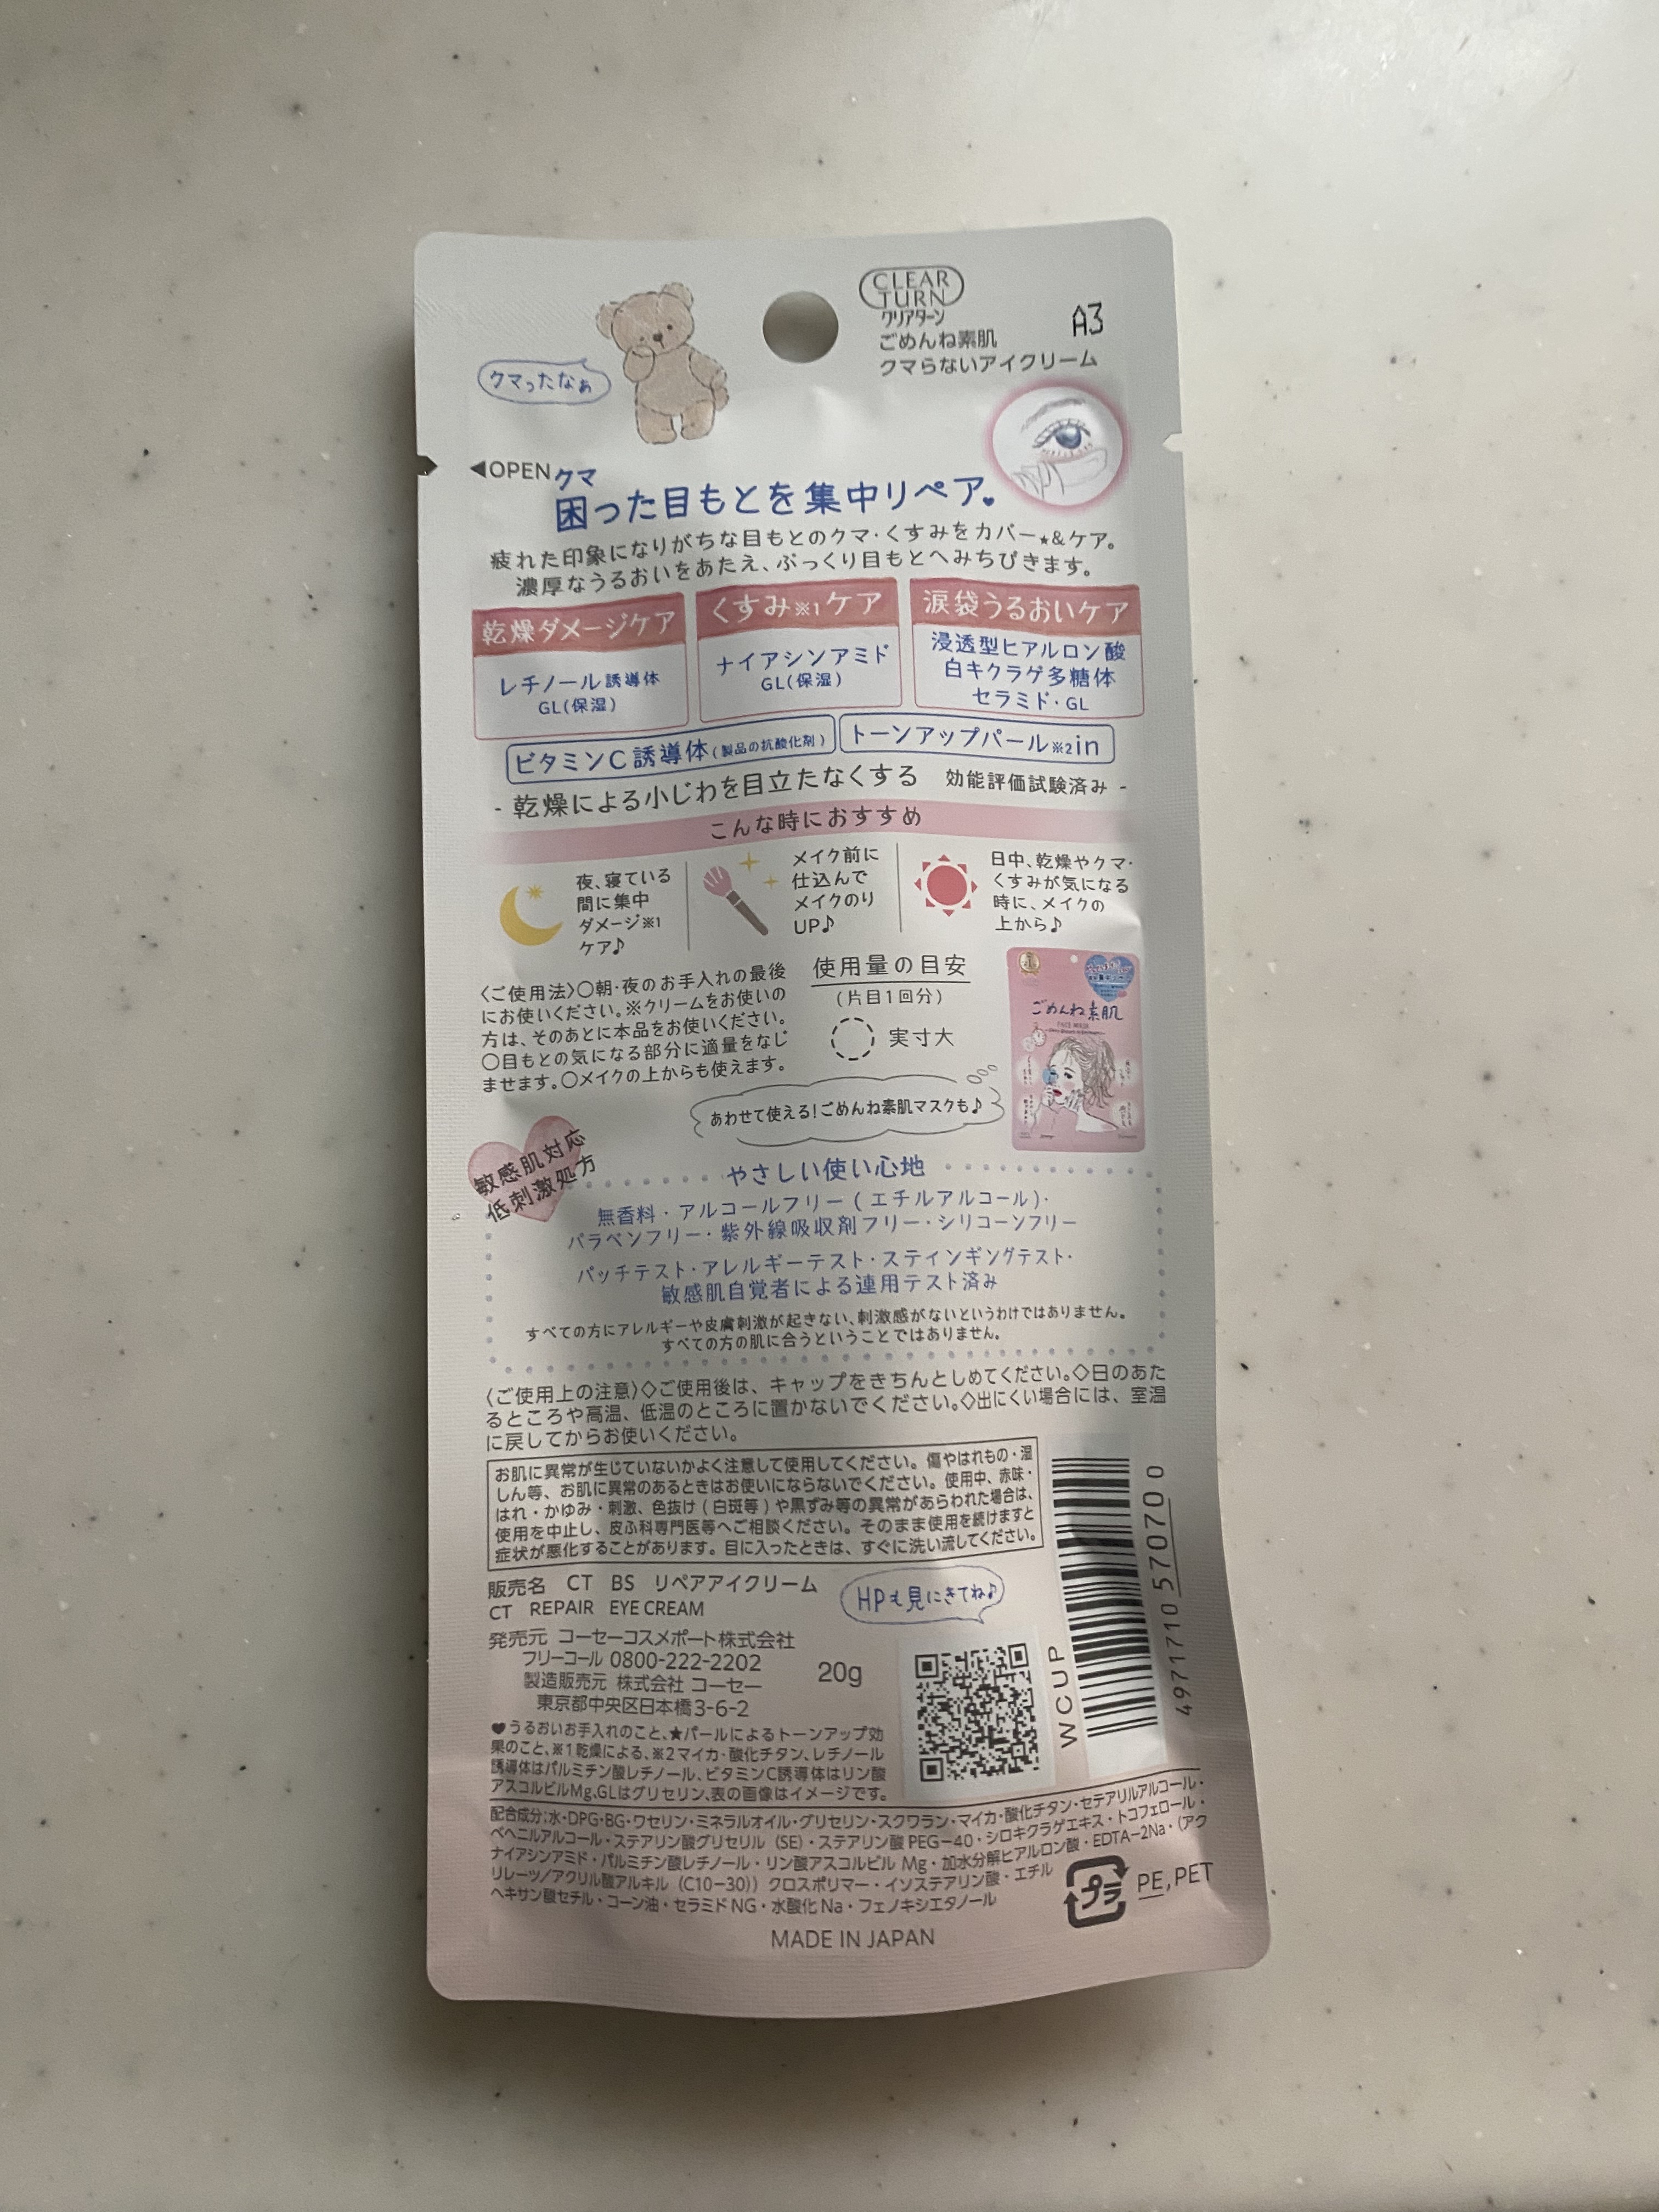 CLEAR
TURN
クリアターン
ごめんね素肌
クマらないアイクリーム
A3
クマったなぁ
◀OPEN
クマ
困った目もとを集中リペア♥
疲れた印象になりがちな目もとのクマ・くすみをカバー★&ケア。
濃厚なうるおいをあたえ、ぷっくり目もとへみちびきます。
乾燥ダメージケア
レチノール誘導体
GL(保湿)
くすみ※1ケア
ナイアシンアミド
GL(保湿)
涙袋うるおいケア
浸透型ヒアルロン酸
白キクラゲ多糖体
セラミド・GL
ビタミンC誘導体(製品の抗酸化剤)
トーンアップパール※2in
- 乾燥による小じわを目立たなくする 効能評価試験済み -
こんな時におすすめ
夜、寝ている
間に集中
ダメージ※1
ケア♪
メイク前に
仕込んで
メイクのり
UP♪
日中、乾燥やクマ・
くすみが気になる
時に、メイクの
上から♪
〈ご使用法〉○朝・夜のお手入れの最後
にお使いください。※クリームをお使いの
方は、そのあとに本品をお使いください。
○目もとの気になる部分に適量をなじ
ませます。○メイクの上からも使えます。
使用量の目安
(片目1回分)
実寸大
ごめんね素肌
あわせて使える!ごめんね素肌マスクも♪
敏感肌対応
低刺激処方
やさしい使い心地
無香料・アルコールフリー(エチルアルコール)・
パラベンフリー・紫外線吸収剤フリー・シリコーンフリー
パッチテスト・アレルギーテスト・スティンギングテスト・
敏感肌自覚者による連用テスト済み
すべての方にアレルギーや皮膚刺激が起きない、刺激感がないというわけではありません。
すべての方の肌に合うということではありません。
〈ご使用上の注意〉◇ご使用後は、キャップをきちんとしめてください。◇日のあた
るところや高温、低温のところに置かないでください。◇出にくい場合には、室温
に戻してからお使いください。
お肌に異常が生じていないかよく注意して使用してください。傷やはれもの・湿
しん等、お肌に異常のあるときはお使いにならないでください。使用中、赤味・
はれ・かゆみ・刺激、色抜け(白斑等)や黒ずみ等の異常があらわれた場合は、
使用を中止し、皮ふ科専門医等へご相談ください。そのまま使用を続けますと
症状が悪化することがあります。目に入ったときは、すぐに洗い流してください。
販売名 CT BS リペアアイクリーム
CT REPAIR EYE CREAM
HPも見にきてね♪
発売元 コーセーコスメポート株式会社
フリーコール 0800-222-2202
製造販売元 株式会社 コーセー
東京都中央区日本橋3-6-2
20g
WCUP
4971710 570700
♥うるおいお手入れのこと、★パールによるトーンアップ効
果のこと、※1乾燥による、※2マイカ・酸化チタン、レチノール
誘導体はパルミチン酸レチノール、ビタミンC誘導体はリン酸
アスコルビルMg、GLはグリセリン、表の画像はイメージです。
配合成分:水・DPG・BG・ワセリン・ミネラルオイル・グリセリン・スクワラン・マイカ・酸化チタン・セテアリルアルコール・
ベヘニルアルコール・ステアリン酸グリセリル(SE)・ステアリン酸PEG-40・シロキクラゲエキス・トコフェロール・
ナイアシンアミド・パルミチン酸レチノール・リン酸アスコルビルMg・加水分解ヒアルロン酸・EDTA-2Na・(アク
リレーツ/アクリル酸アルキル(C10-30))クロスポリマー・イソステアリン酸・エチル
ヘキサン酸セチル・コーン油・セラミドNG・水酸化Na・フェノキシエタノール
プラ
PE,PET
MADE IN JAPAN